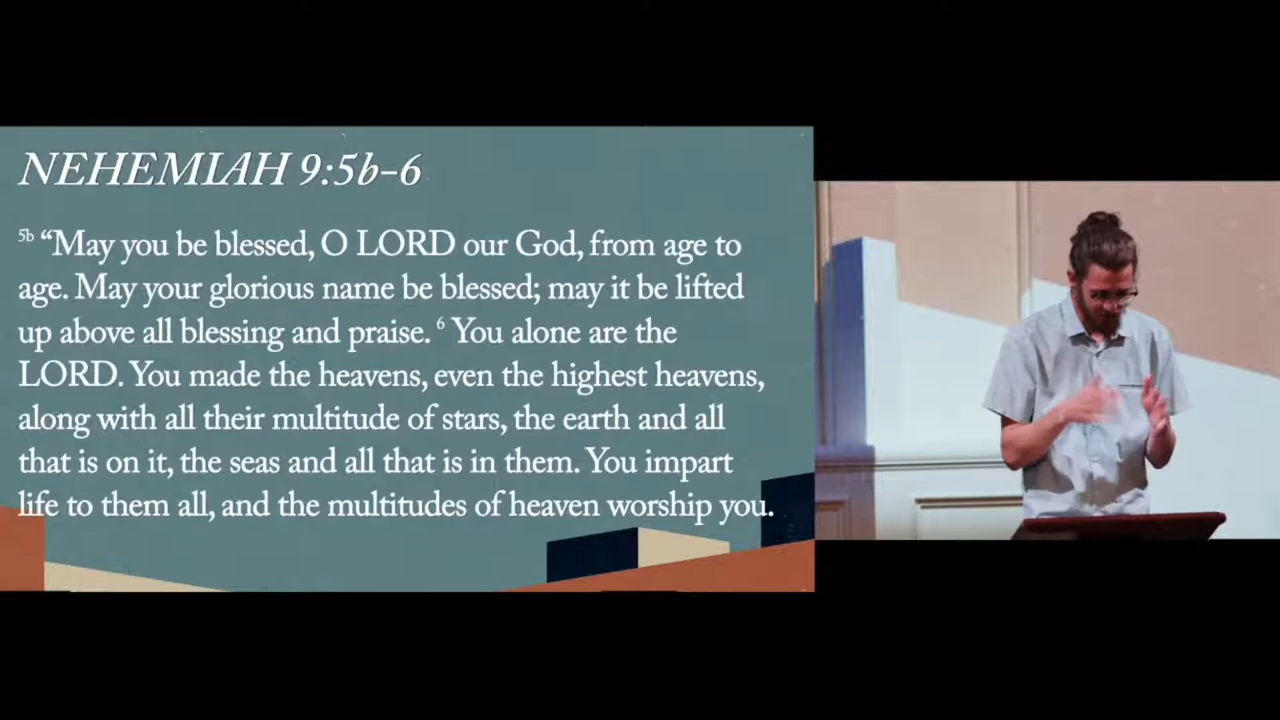 NEHEMIAH 9:5b-6
5b “May you be blessed, O LORD our God, from age to
age. May your glorious name be blessed; may it be lifted
up above all blessing and praise. 6 You alone are the
LORD. You made the heavens, even the highest heavens,
along with all their multitude of stars, the earth and all
that is on it, the seas and all that is in them. You impart
life to them all, and the multitudes of heaven worship you.